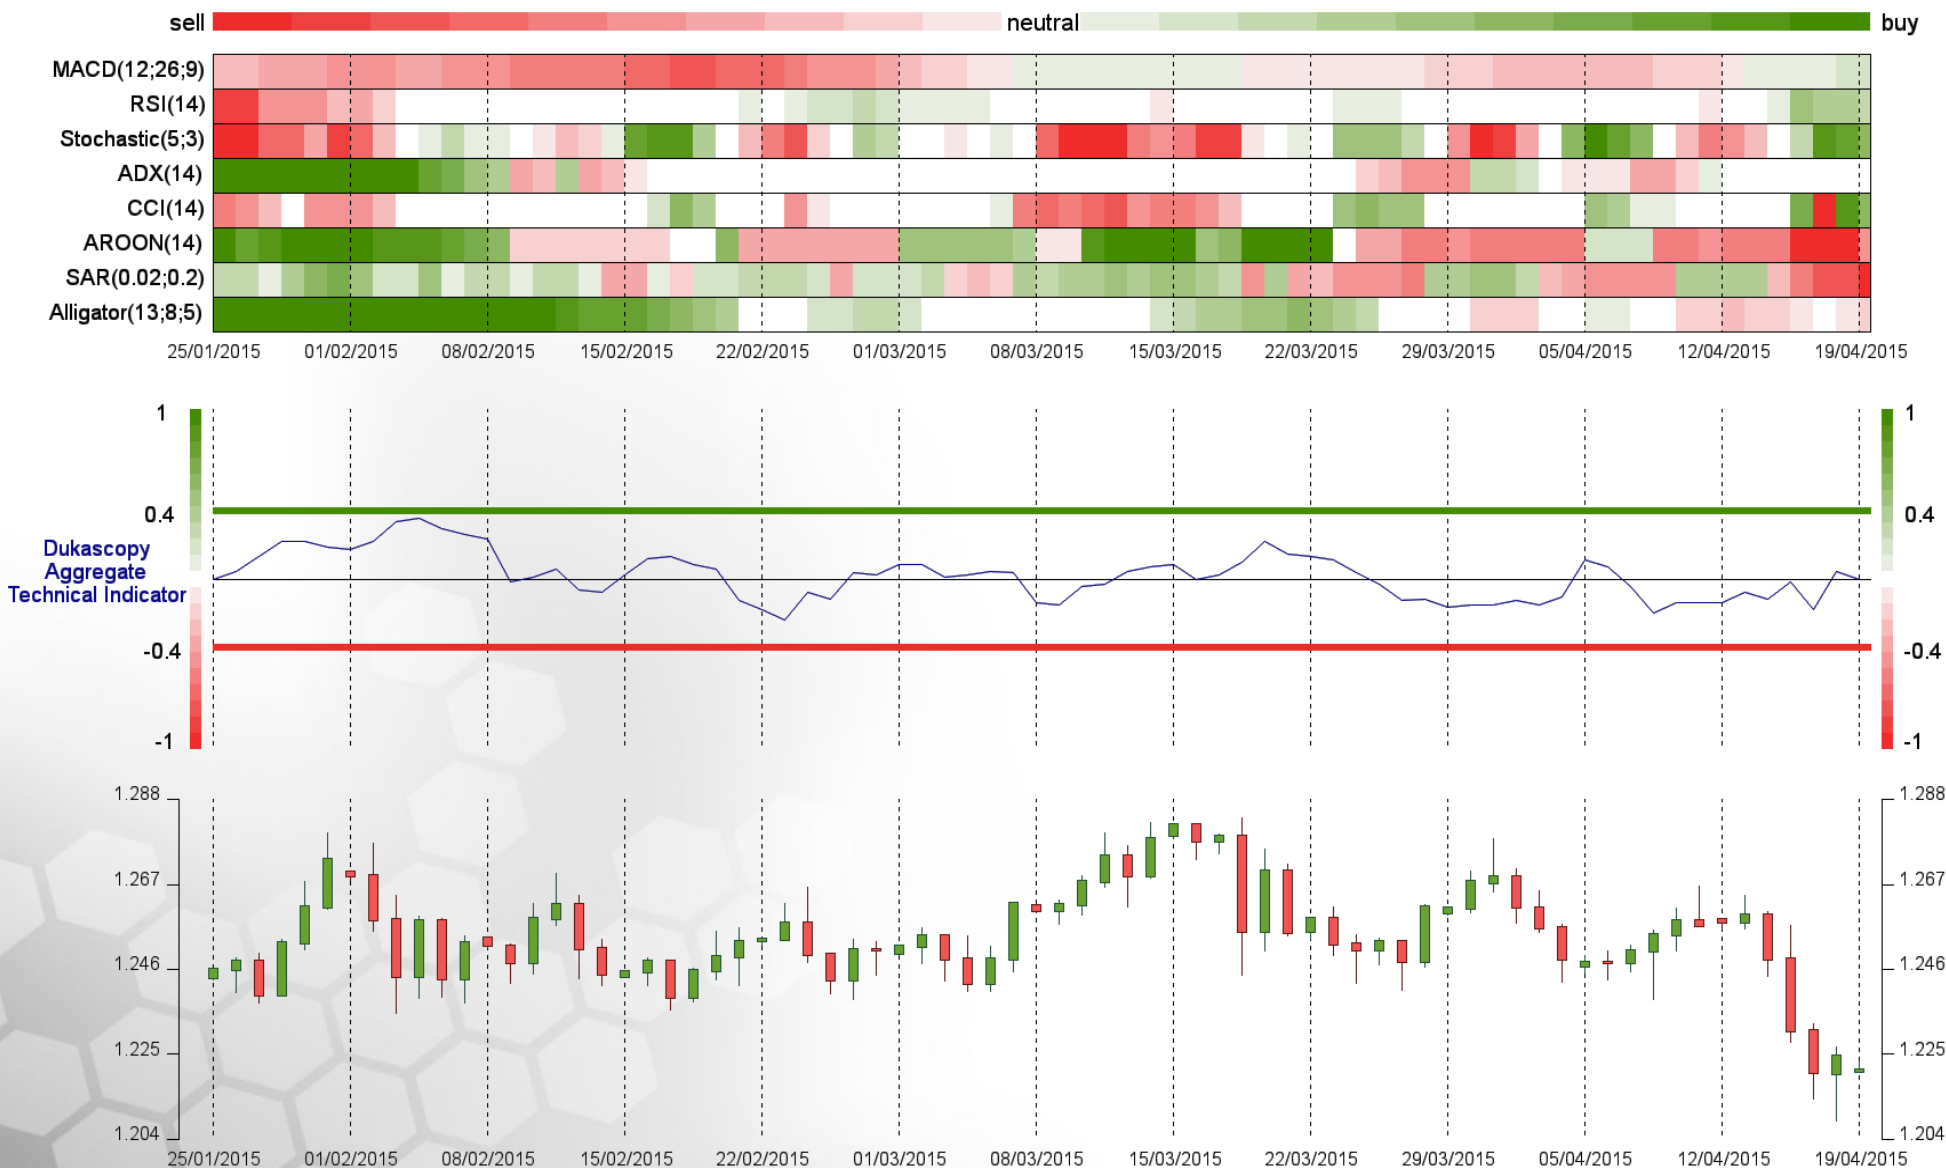 sell neutral buy
MACD(12;26;9)
RSI(14)
Stochastic(5;3)
ADX(14)
CCI(14)
AROON(14)
SAR(0.02;0.2)
Alligator(13;8;5)
25/01/2015 01/02/2015 08/02/2015 15/02/2015 22/02/2015 01/03/2015 08/03/2015 15/03/2015 22/03/2015 29/03/2015 05/04/2015 12/04/2015 19/04/2015
1 1
0.4 0.4
Dukascopy
Aggregate
Technical Indicator
-0.4 -0.4
-1 -1
1.288 1.288
1.267 1.267
1.246 1.246
1.225 1.225
1.204 1.204
25/01/2015 01/02/2015 08/02/2015 15/02/2015 22/02/2015 01/03/2015 08/03/2015 15/03/2015 22/03/2015 29/03/2015 05/04/2015 12/04/2015 19/04/2015